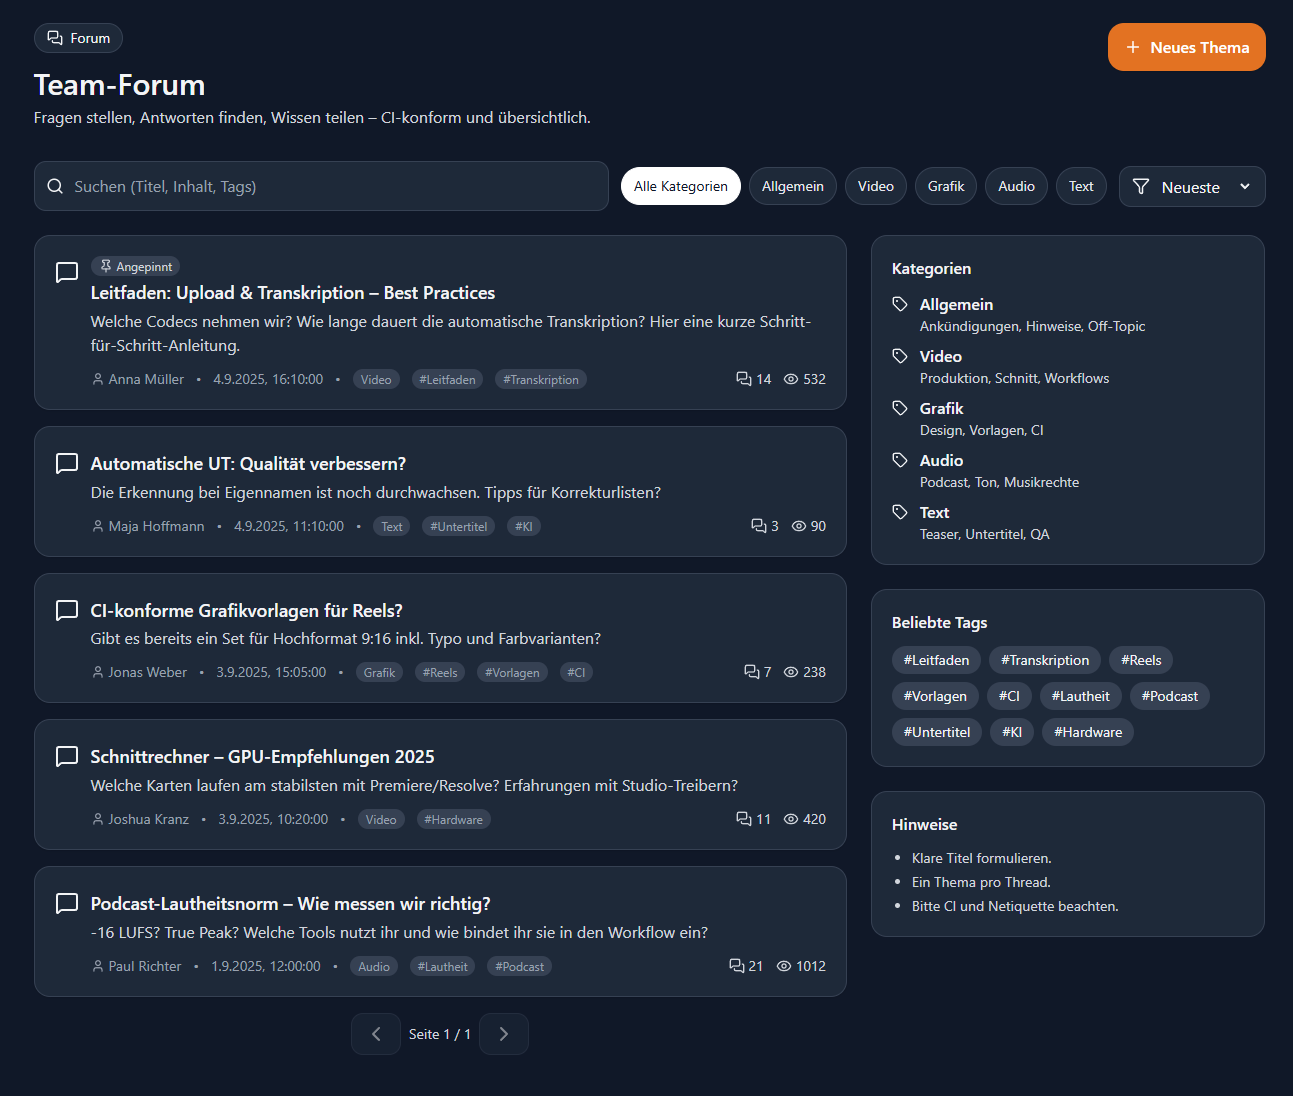 Forum
Neues Thema
Team-Forum
Fragen stellen, Antworten finden, Wissen teilen – CI-konform und übersichtlich.
Suchen (Titel, Inhalt, Tags)
Alle Kategorien
Allgemein
Video
Grafik
Audio
Text
Neueste
Angepinnt
Leitfaden: Upload & Transkription – Best Practices
Welche Codecs nehmen wir? Wie lange dauert die automatische Transkription? Hier eine kurze Schritt-
für-Schritt-Anleitung.
Anna Müller • 4.9.2025, 16:10:00 • Video #Leitfaden #Transkription 14 532
Automatische UT: Qualität verbessern?
Die Erkennung bei Eigennamen ist noch durchwachsen. Tipps für Korrekturlisten?
Maja Hoffmann • 4.9.2025, 11:10:00 • Text #Untertitel #KI 3 90
CI-konforme Grafikvorlagen für Reels?
Gibt es bereits ein Set für Hochformat 9:16 inkl. Typo und Farbvarianten?
Jonas Weber • 3.9.2025, 15:05:00 • Grafik #Reels #Vorlagen #CI 7 238
Schnittrechner – GPU-Empfehlungen 2025
Welche Karten laufen am stabilsten mit Premiere/Resolve? Erfahrungen mit Studio-Treibern?
Joshua Kranz • 3.9.2025, 10:20:00 • Video #Hardware 11 420
Podcast-Lautheitsnorm – Wie messen wir richtig?
-16 LUFS? True Peak? Welche Tools nutzt ihr und wie bindet ihr sie in den Workflow ein?
Paul Richter • 1.9.2025, 12:00:00 • Audio #Lautheit #Podcast 21 1012
Seite 1 / 1
Kategorien
Allgemein
Ankündigungen, Hinweise, Off-Topic
Video
Produktion, Schnitt, Workflows
Grafik
Design, Vorlagen, CI
Audio
Podcast, Ton, Musikrechte
Text
Teaser, Untertitel, QA
Beliebte Tags
#Leitfaden #Transkription #Reels
#Vorlagen #CI #Lautheit #Podcast
#Untertitel #KI #Hardware
Hinweise
• Klare Titel formulieren.
• Ein Thema pro Thread.
• Bitte CI und Netiquette beachten.